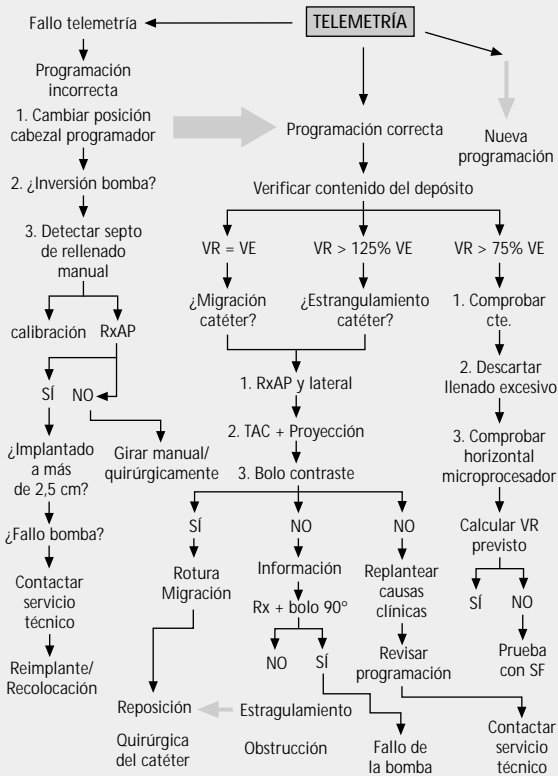 Fallo telemetría
TELEMETRÍA
Programación
incorrecta
1. Cambiar posición
cabezal programador
2. ¿Inversión bomba?
3. Detectar septo
de rellenado
manual
calibración
RxAP
SÍ
NO
¿Implantado
a más
de 2,5 cm?
Girar manual/
quirúrgicamente
¿Fallo bomba?
Contactar
servicio
técnico
Reimplante/
Recolocación
Programación correcta
Nueva
programación
Verificar contenido del depósito
VR = VE
VR > 125% VE
VR > 75% VE
¿Migración
catéter?
¿Estrangulamiento
catéter?
1. RxAP y lateral
2. TAC + Proyección
3. Bolo contraste
SÍ
NO
NO
Rotura
Migración
Información
Rx + bolo 90°
NO
SÍ
Replantear
causas
clínicas
Revisar
programación
Reposición
Quirúrgica
del catéter
Estragulamiento
Obstrucción
Fallo de
la bomba
Contactar
servicio
técnico
1. Comprobar
cte.
2. Descartar
llenado excesivo
3. Comprobar
horizontal
microprocesador
Calcular VR
previsto
SÍ
NO
Prueba
con SF